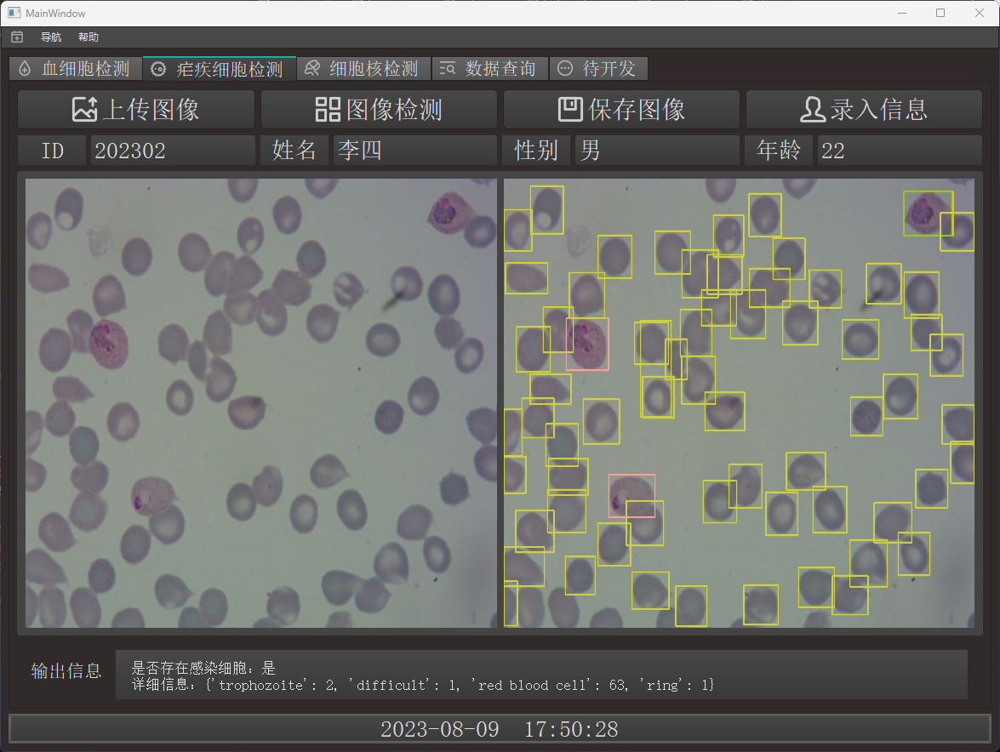 MainWindow
导航 帮助
血细胞检测 疟疾细胞检测 细胞核检测 数据查询 待开发
上传图像 图像检测 保存图像 录入信息
ID 202302 姓名 李四 性别 男 年龄 22
输出信息
是否存在感染细胞: 是
详细信息: {'trophozoite': 2, 'difficult': 1, 'red blood cell': 63, 'ring': 1}
2023-08-09 17:50:28